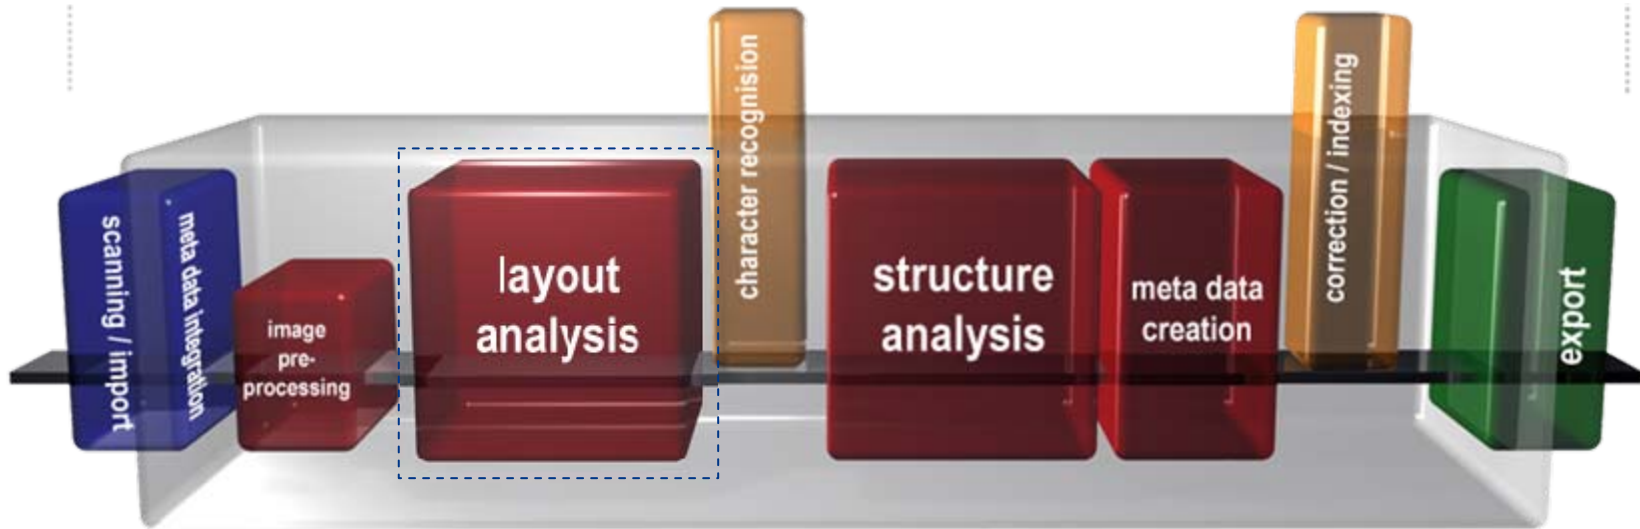 scanning / import
meta data integration
image
pre-
processing
layout
analysis
character recognision
structure
analysis
meta data
creation
correction / indexing
export